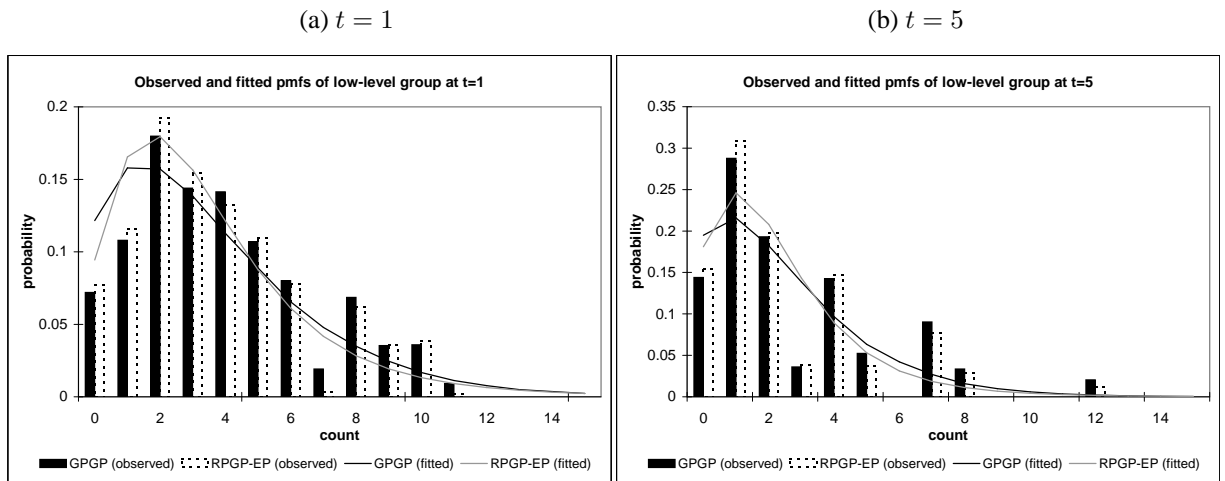 (a) t = 1
(b) t = 5
Observed and fitted pmfs of low-level group at t=1
0.2
0.15
0.1
0.05
0
probability
0 2 4 6 8 10 12 14
count
GPGP (observed) RPGP-EP (observed) GPGP (fitted) RPGP-EP (fitted)
Observed and fitted pmfs of low-level group at t=5
0.35
0.3
0.25
0.2
0.15
0.1
0.05
0
probability
0 2 4 6 8 10 12 14
count
GPGP (observed) RPGP-EP (observed) GPGP (fitted) RPGP-EP (fitted)